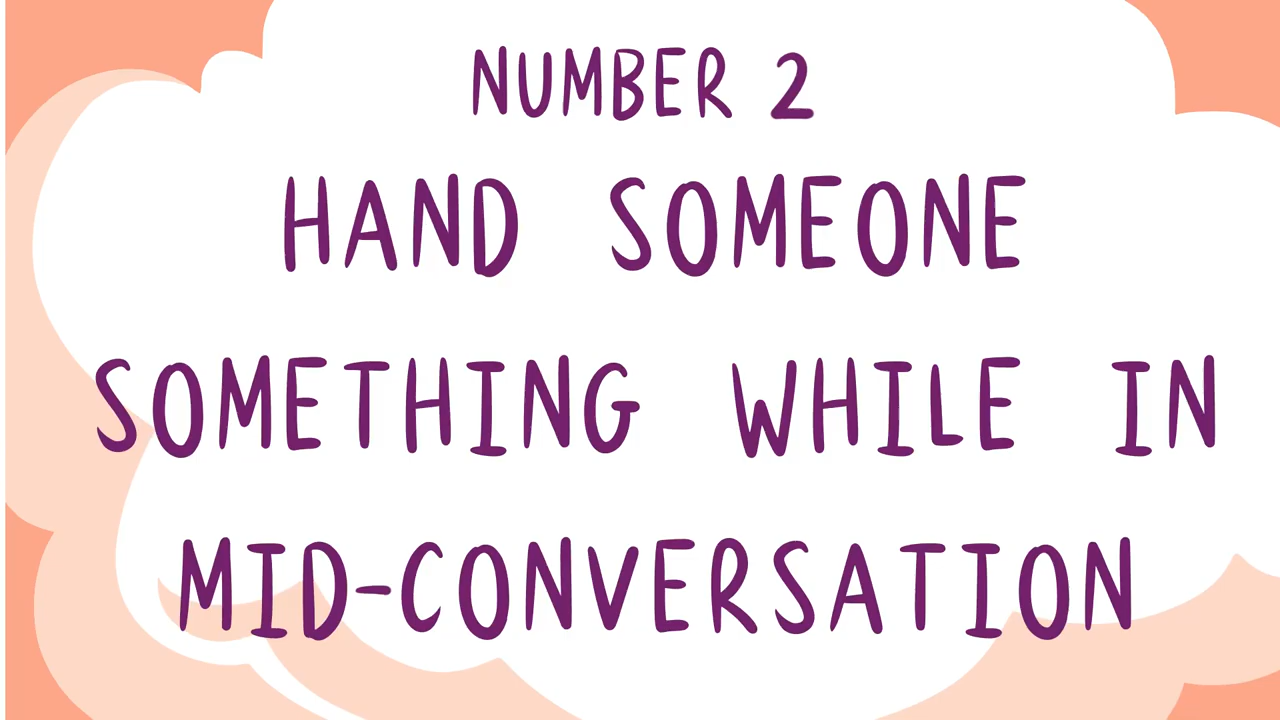 NUMBER 2
HAND SOMEONE
SOMETHING WHILE IN
MID-CONVERSATION